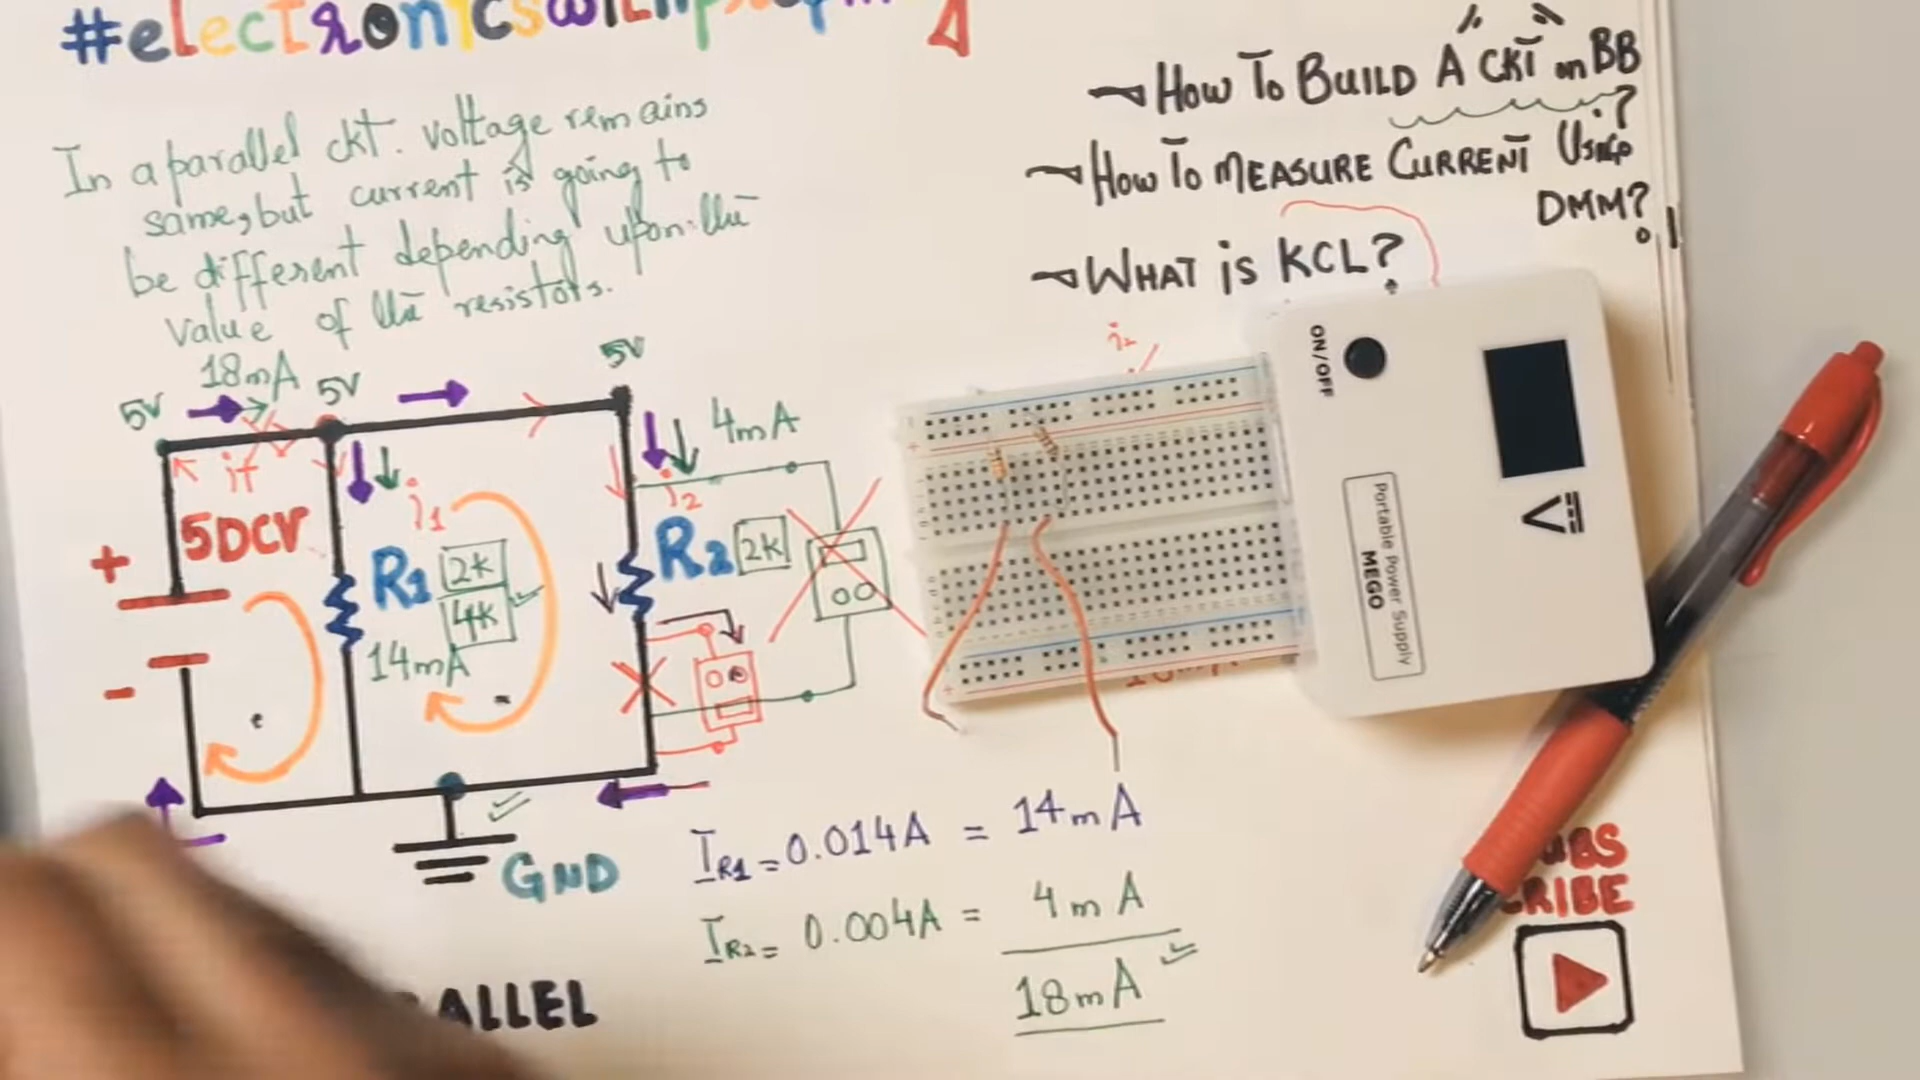 In a parallel ckt. voltage remains
same, but current is going to
be different depending upon the
value of the resistors.
How To BUILD A CKT on BB
?
How To MEASURE CURRENT USING
DMM?
WHAT is KCL?
18mA
5V
5V
5V
4mA
iT
i1
i2
i2
+
5DCV
-
R1
2K
4K
14mA
R2
2K
GND
ON/OFF
V
Portable Power Supply
MEGO
IR1 = 0.014A = 14mA
IR2 = 0.004A = 4mA
18mA